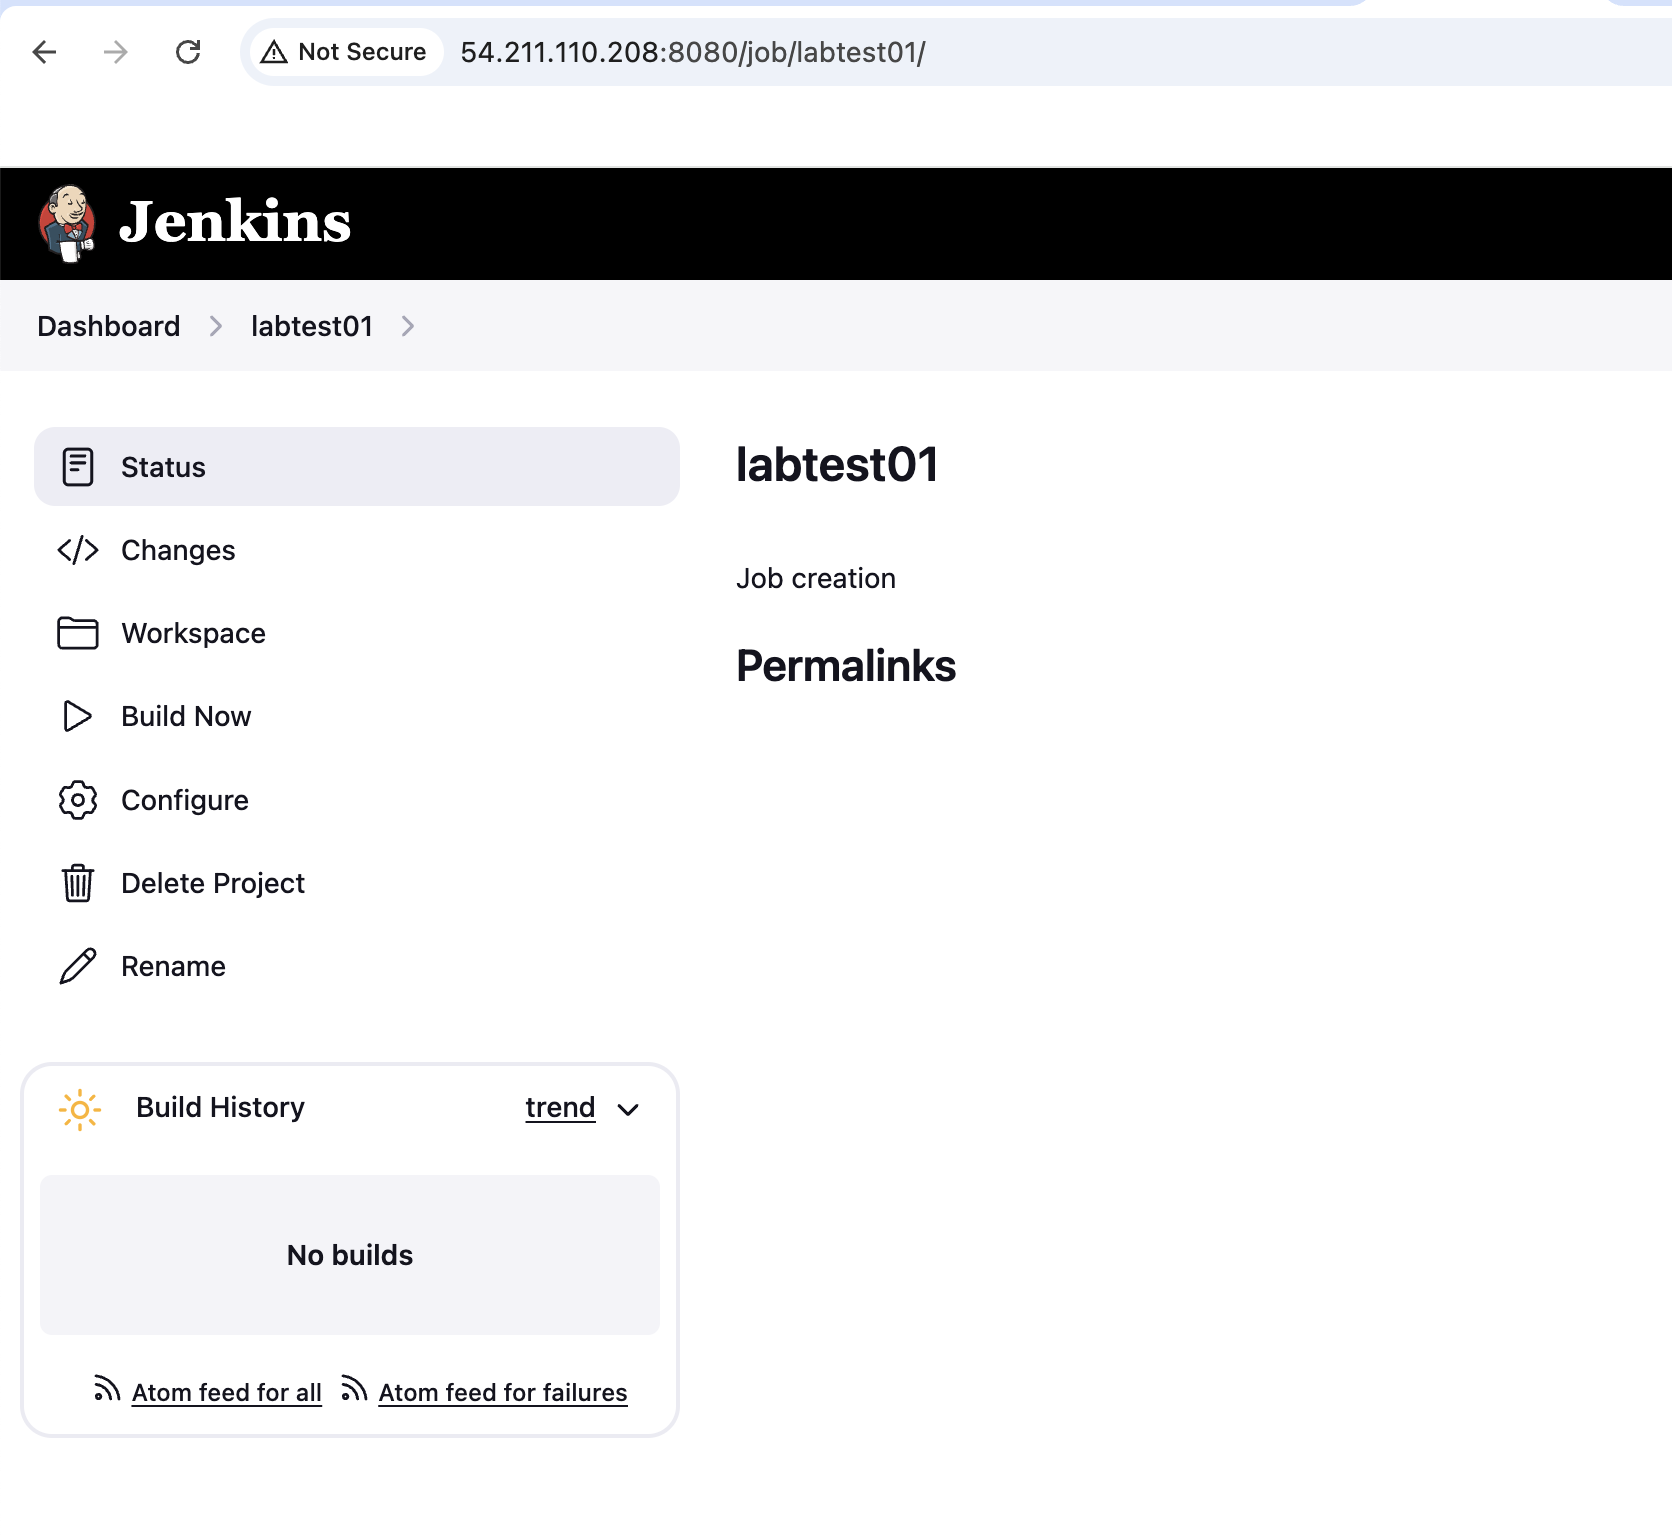 Not Secure 54.211.110.208:8080/job/labtest01/
Jenkins
Dashboard labtest01
Status
Changes
Workspace
Build Now
Configure
Delete Project
Rename
labtest01
Job creation
Permalinks
Build History trend
No builds
Atom feed for all Atom feed for failures